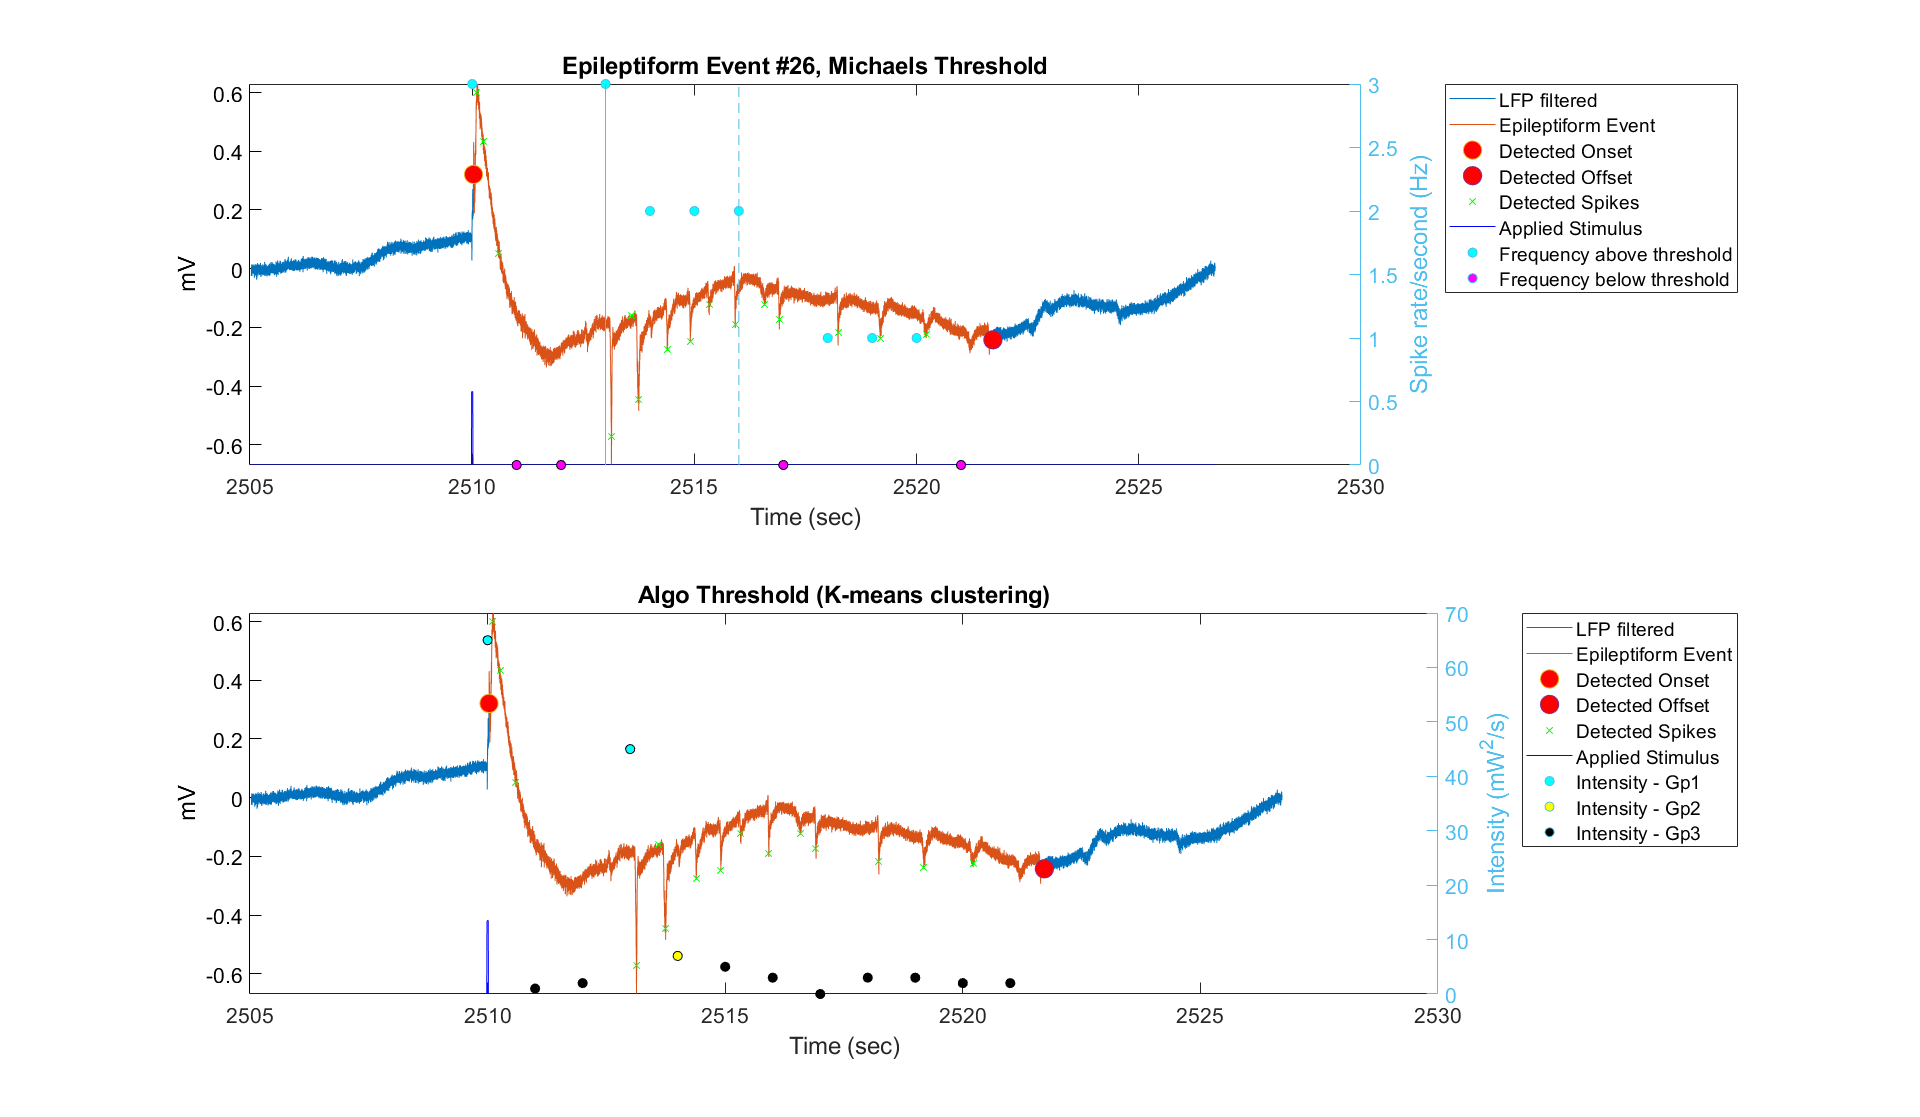 Epileptiform Event #26, Michaels Threshold
0.6
0.4
0.2
0
-0.2
-0.4
-0.6
mV
2505
2510
2515
2520
2525
2530
Time (sec)
3
2.5
2
1.5
1
0.5
0
Spike rate/second (Hz)
LFP filtered
Epileptiform Event
Detected Onset
Detected Offset
Detected Spikes
Applied Stimulus
Frequency above threshold
Frequency below threshold
Algo Threshold (K-means clustering)
0.6
0.4
0.2
0
-0.2
-0.4
-0.6
mV
2505
2510
2515
2520
2525
2530
Time (sec)
70
60
50
40
30
20
10
0
Intensity (mW²/s)
LFP filtered
Epileptiform Event
Detected Onset
Detected Offset
Detected Spikes
Applied Stimulus
Intensity - Gp1
Intensity - Gp2
Intensity - Gp3